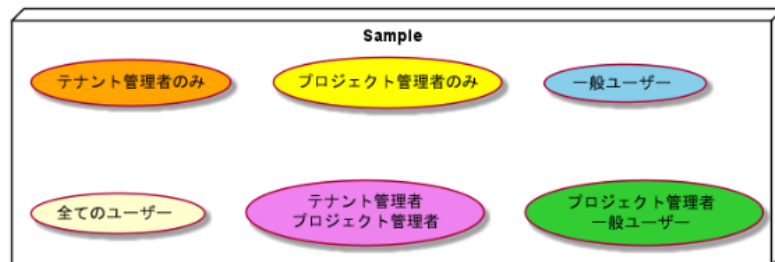 Sample
テナント管理者のみ
プロジェクト管理者のみ
一般ユーザー
全てのユーザー
テナント管理者
プロジェクト管理者
プロジェクト管理者
一般ユーザー